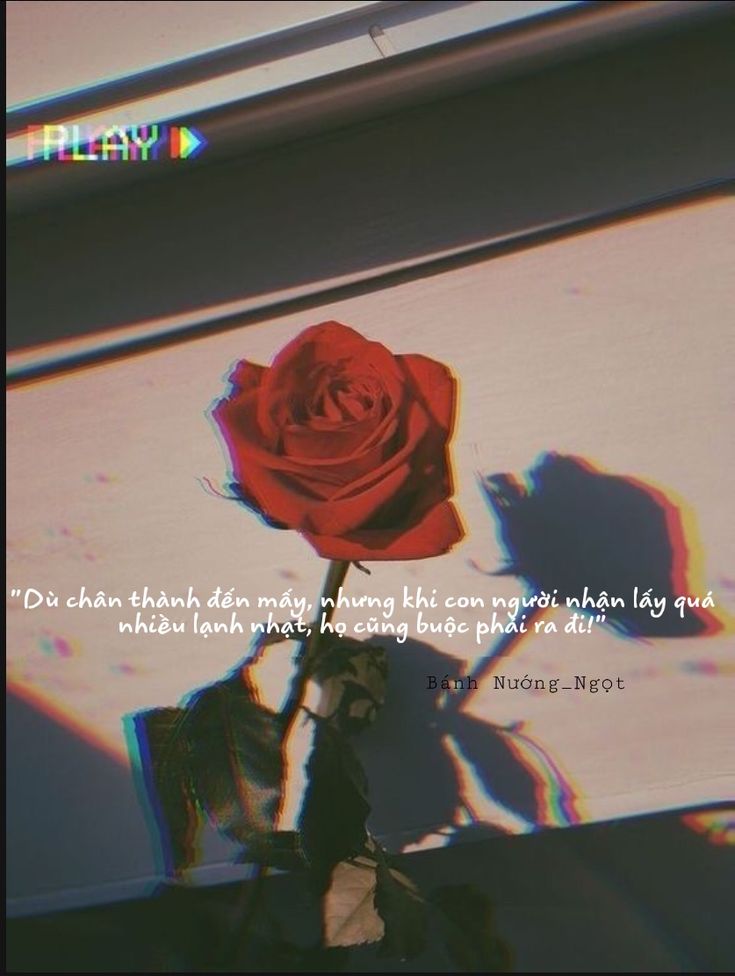 PLAY
"Dù chân thành đến mấy, nhưng khi con người nhận lấy quá
nhiều lạnh nhạt, họ cũng buộc phải ra đi!"
Bánh Nướng_Ngọt